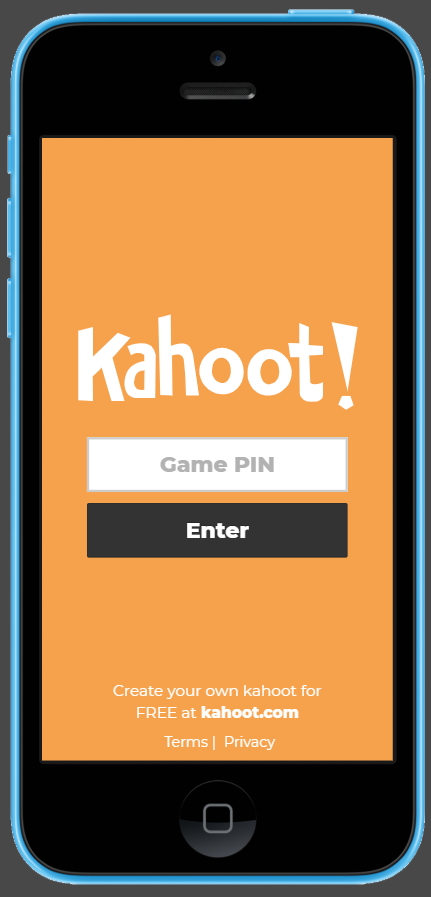 Kahoot!
Game PIN
Enter
Create your own kahoot for
FREE at kahoot.com
Terms | Privacy